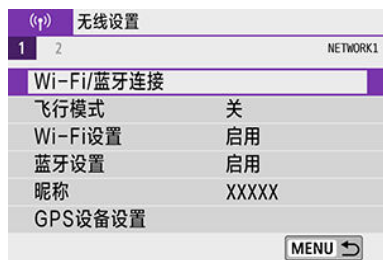 无线设置
1 2 NETWORK1
Wi-Fi/蓝牙连接
飞行模式 关
Wi-Fi设置 启用
蓝牙设置 启用
昵称 XXXXX
GPS设备设置
MENU